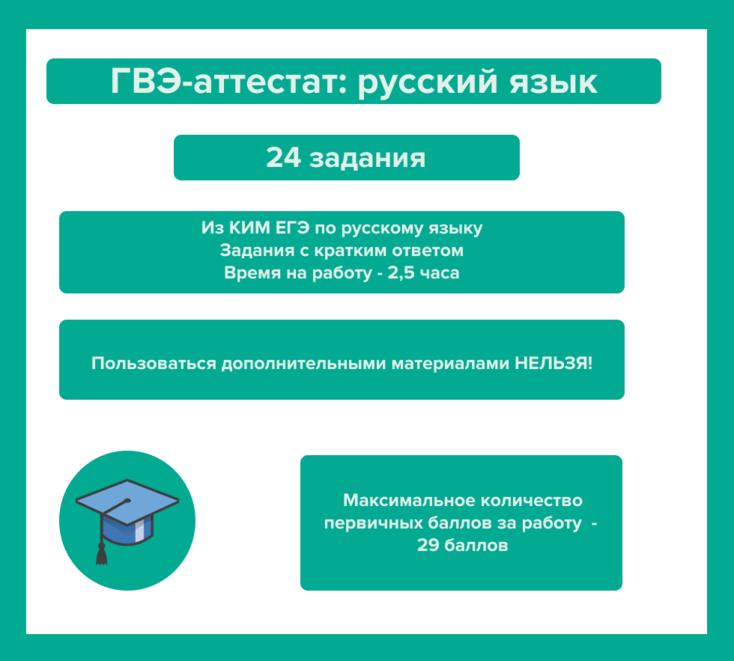 ГВЭ-аттестат: русский язык
24 задания
Из КИМ ЕГЭ по русскому языку
Задания с кратким ответом
Время на работу - 2,5 часа
Пользоваться дополнительными материалами НЕЛЬЗЯ!
Максимальное количество
первичных баллов за работу -
29 баллов